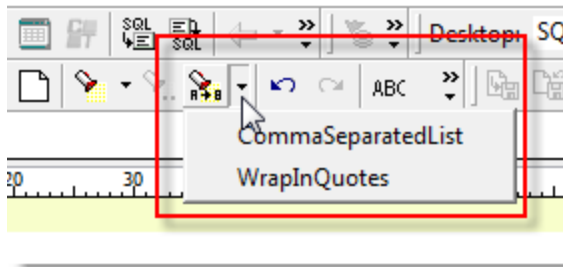 SQL SQL Desktop: SQ
A→B ABC
CommaSeparatedList
WrapInQuotes
20 30